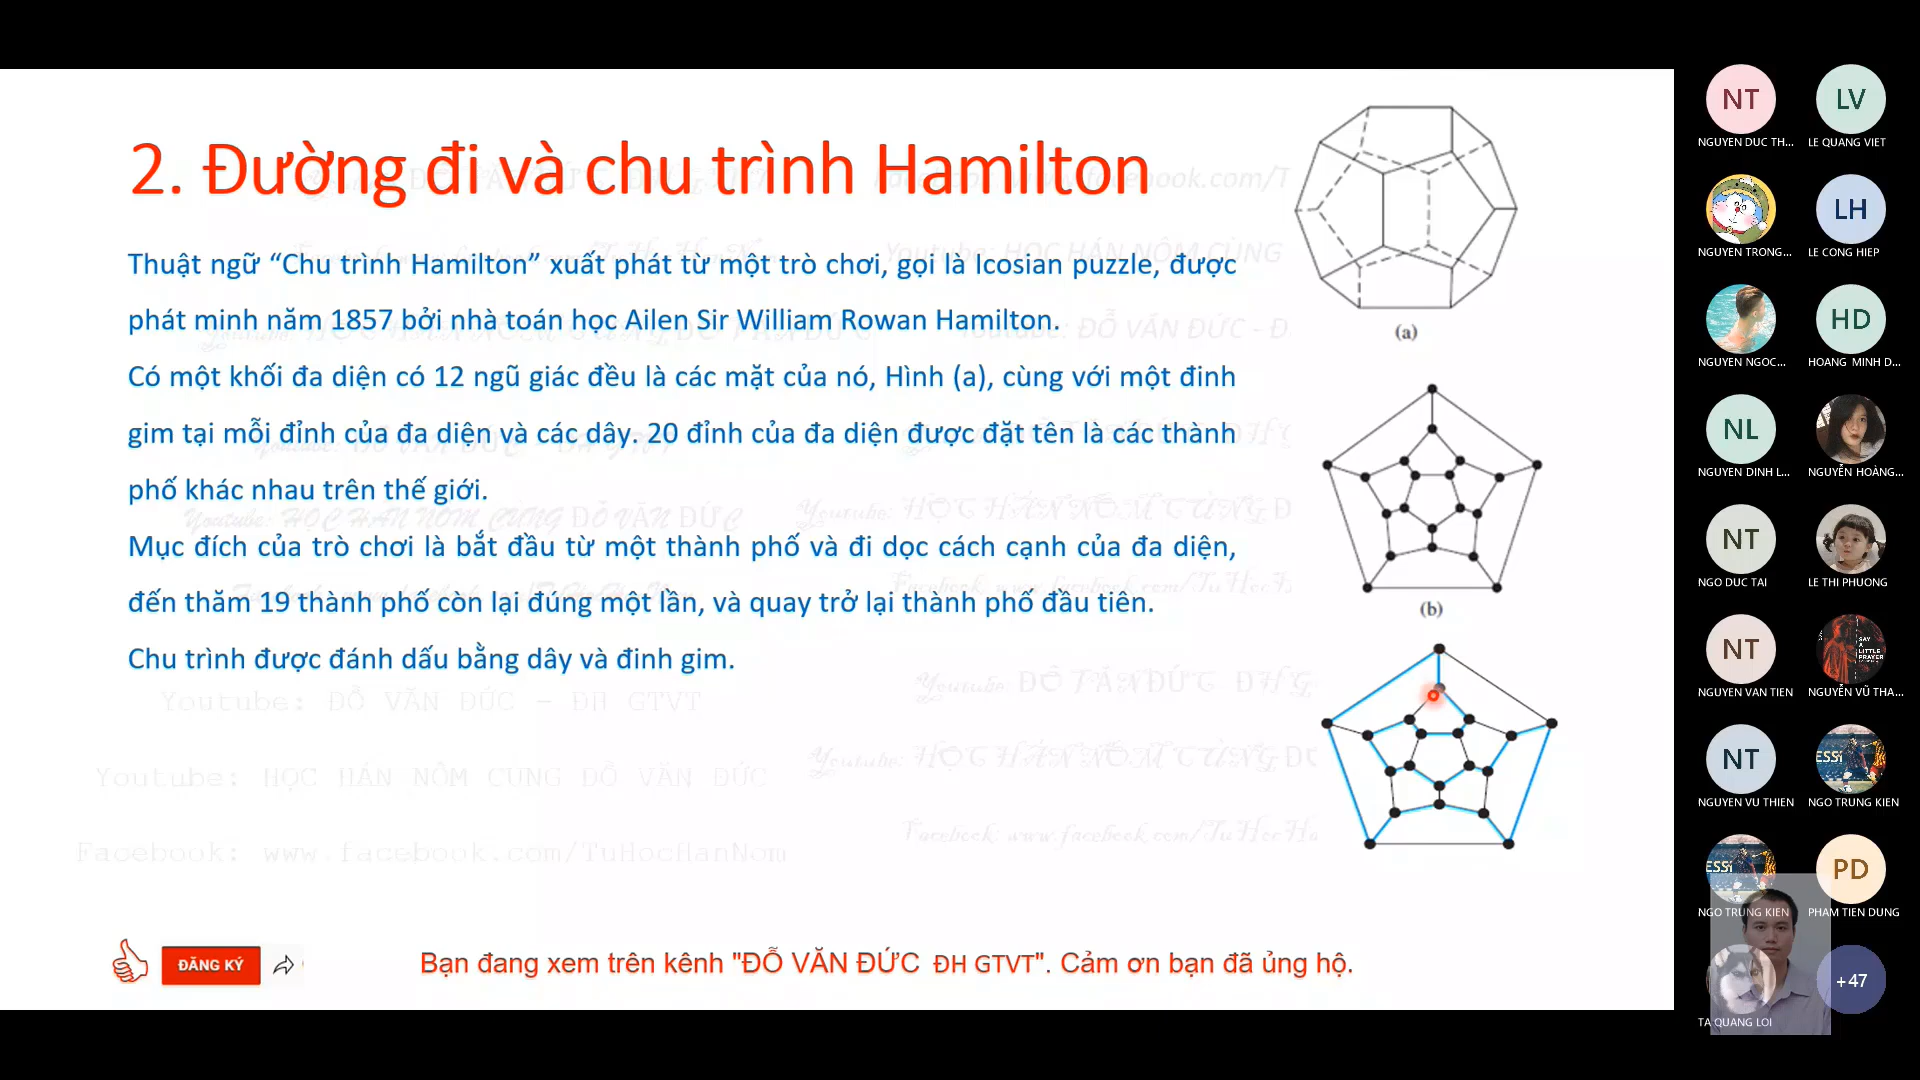 2. Đường đi và chu trình Hamilton
Thuật ngữ “Chu trình Hamilton” xuất phát từ một trò chơi, gọi là Icosian puzzle, được
phát minh năm 1857 bởi nhà toán học Ailen Sir William Rowan Hamilton.
Có một khối đa diện có 12 ngũ giác đều là các mặt của nó, Hình (a), cùng với một đinh
gim tại mỗi đỉnh của đa diện và các dây. 20 đỉnh của đa diện được đặt tên là các thành
phố khác nhau trên thế giới.
Mục đích của trò chơi là bắt đầu từ một thành phố và đi dọc cách cạnh của đa diện,
đến thăm 19 thành phố còn lại đúng một lần, và quay trở lại thành phố đầu tiên.
Chu trình được đánh dấu bằng dây và đinh gim.
(a)
(b)
Youtube: ĐỖ VĂN ĐỨC - ĐH GTVT
Youtube: HỌC HÁN NÔM CÙNG ĐỖ VĂN ĐỨC
Facebook: www.facebook.com/TuHocHanNom
ĐĂNG KÝ
Bạn đang xem trên kênh "ĐỖ VĂN ĐỨC ĐH GTVT". Cảm ơn bạn đã ủng hộ.
NT
LV
NGUYEN DUC TH...
LE QUANG VIET
LH
NGUYEN TRONG...
LE CONG HIEP
HD
NGUYEN NGOC...
HOANG MINH D...
NL
NGUYEN DINH L...
NGUYỄN HOÀNG...
NT
NGO DUC TAI
LE THI PHUONG
NT
SAY
A
LITTLE
PRAYER
NGUYEN VAN TIEN
NGUYỄN VŨ THA...
NT
ESSi
NGUYEN VU THIEN
NGO TRUNG KIEN
ESSi
PD
NGO TRUNG KIEN
PHAM TIEN DUNG
+47
TA QUANG LOI